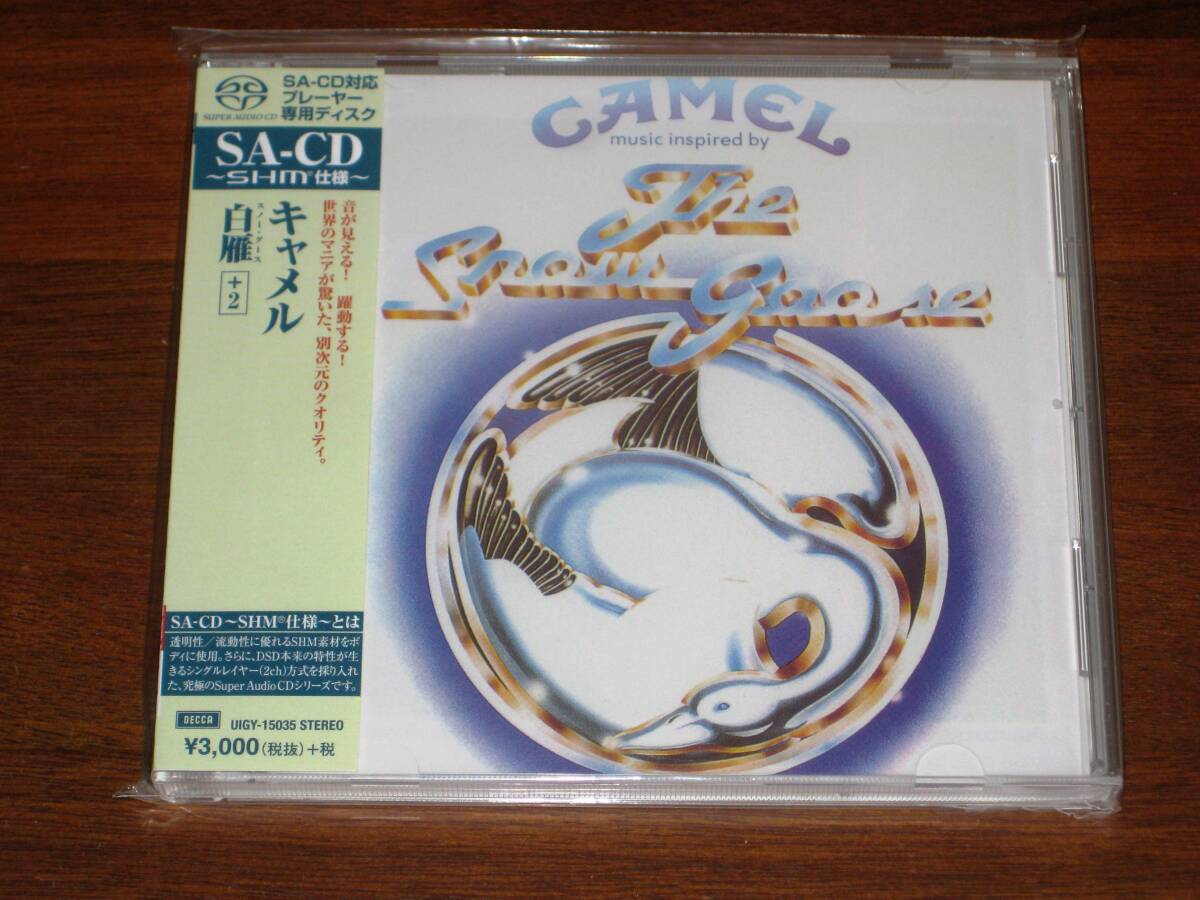 SA-CD対応
プレーヤー
専用ディスク
SUPER AUDIO CD
SA-CD
~SHM®仕様~
音が見える! 躍動する!
世界のマニアが驚いた、別次元のクオリティ。
キャメル
スノー・グース
白雁
+2
SA-CD~SHM®仕様~とは
透明性/流動性に優れるSHM素材をボ
ディに使用。さらに、DSD本来の特性が生
きるシングルレイヤー(2ch)方式を採り入れ
た、究極のSuper Audio CDシリーズです。
DECCA
UIGY-15035 STEREO
¥3,000(税抜)+税
CAMEL
music inspired by
The
Snow Goose